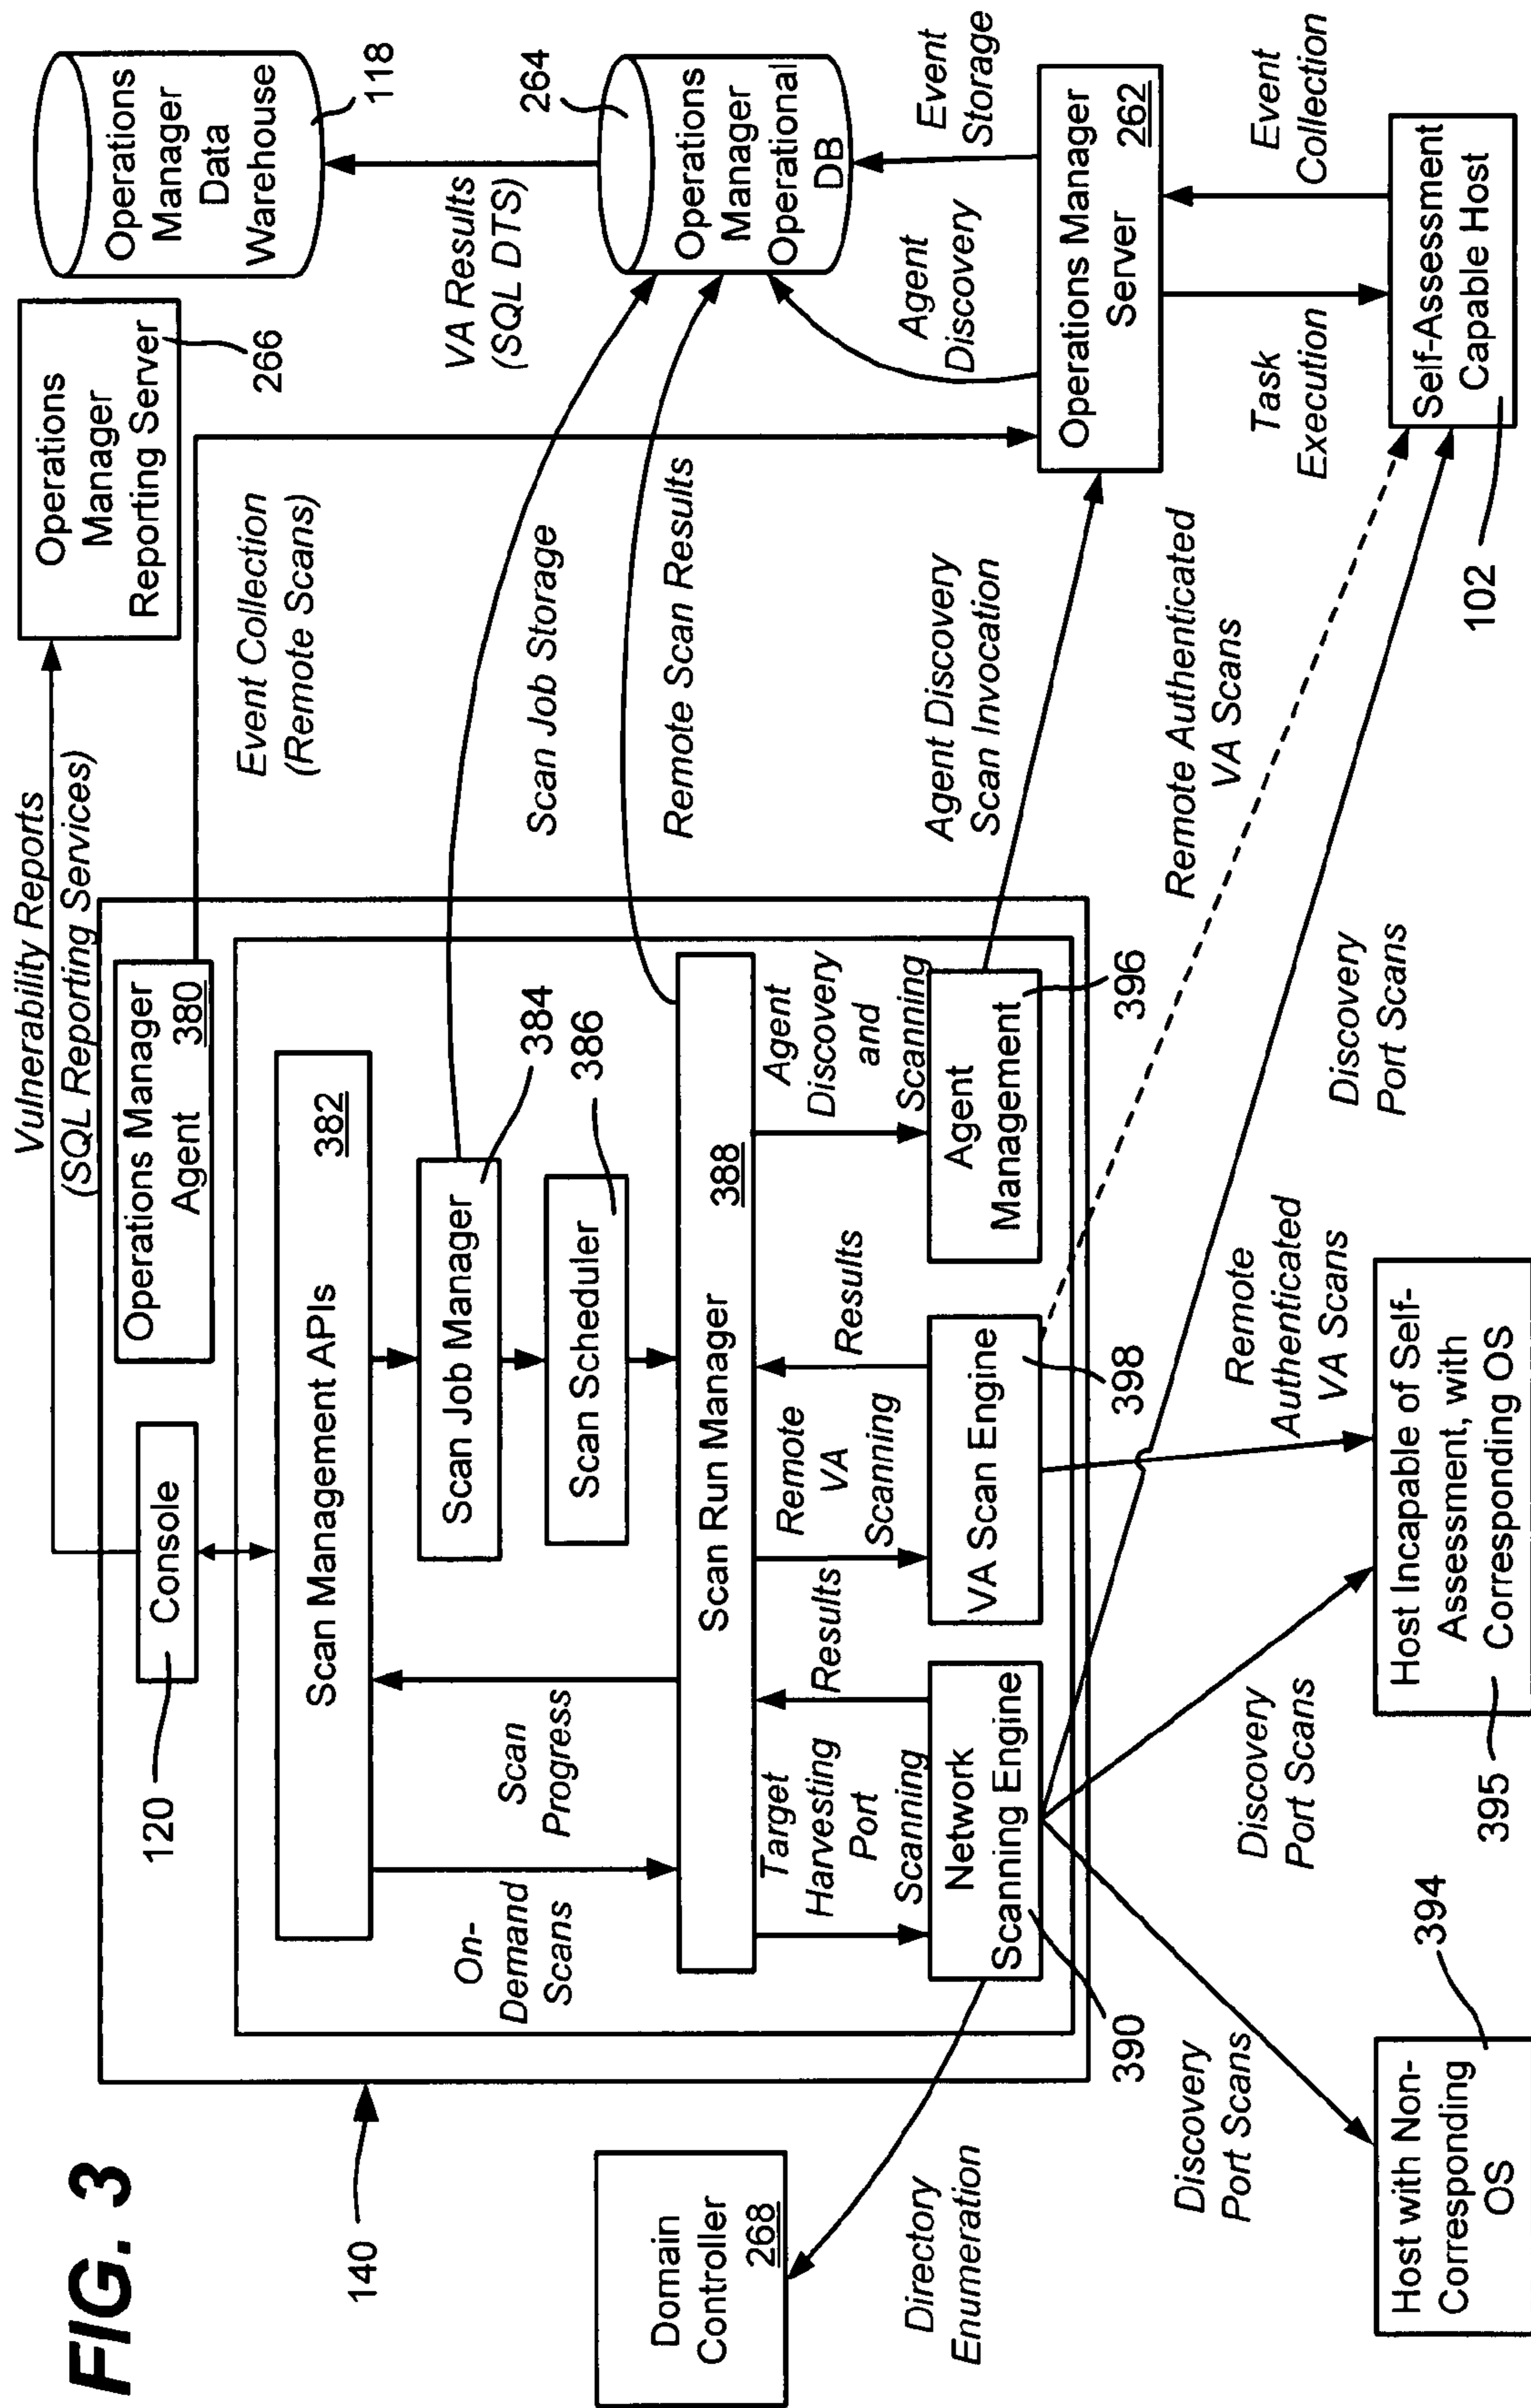 FIG. 3
Vulnerability Reports
(SQL Reporting Services)
Operations
Manager
Reporting Server
266
Operations
Manager
Data
Warehouse
118
140
120
Console
Operations Manager
Agent 380
Event Collection
(Remote Scans)
VA Results
(SQL DTS)
264
Operations
Manager
Operational
DB
Scan Management APIs 382
Scan Job Manager
384
Scan Job Storage
On-
Demand
Scans
Scan
Progress
Scan Scheduler
386
Remote Scan Results
Agent
Discovery
Event
Storage
Domain
Controller
268
Scan Run Manager 388
Target
Harvesting
Port
Scanning
Results
Remote
VA
Scanning
Results
Agent
Discovery
and
Scanning
Directory
Enumeration
Network
Scanning Engine
390
VA Scan Engine
398
Agent
Management
396
Agent Discovery
Scan Invocation
Operations Manager
Server 262
Discovery
Port Scans
Discovery
Port Scans
Remote
Authenticated
VA Scans
Discovery
Port Scans
Remote Authenticated
VA Scans
Task
Execution
Event
Collection
Host with Non-
Corresponding
OS
394
Host Incapable of Self-
Assessment, with
Corresponding OS
395
Self-Assessment
Capable Host
102